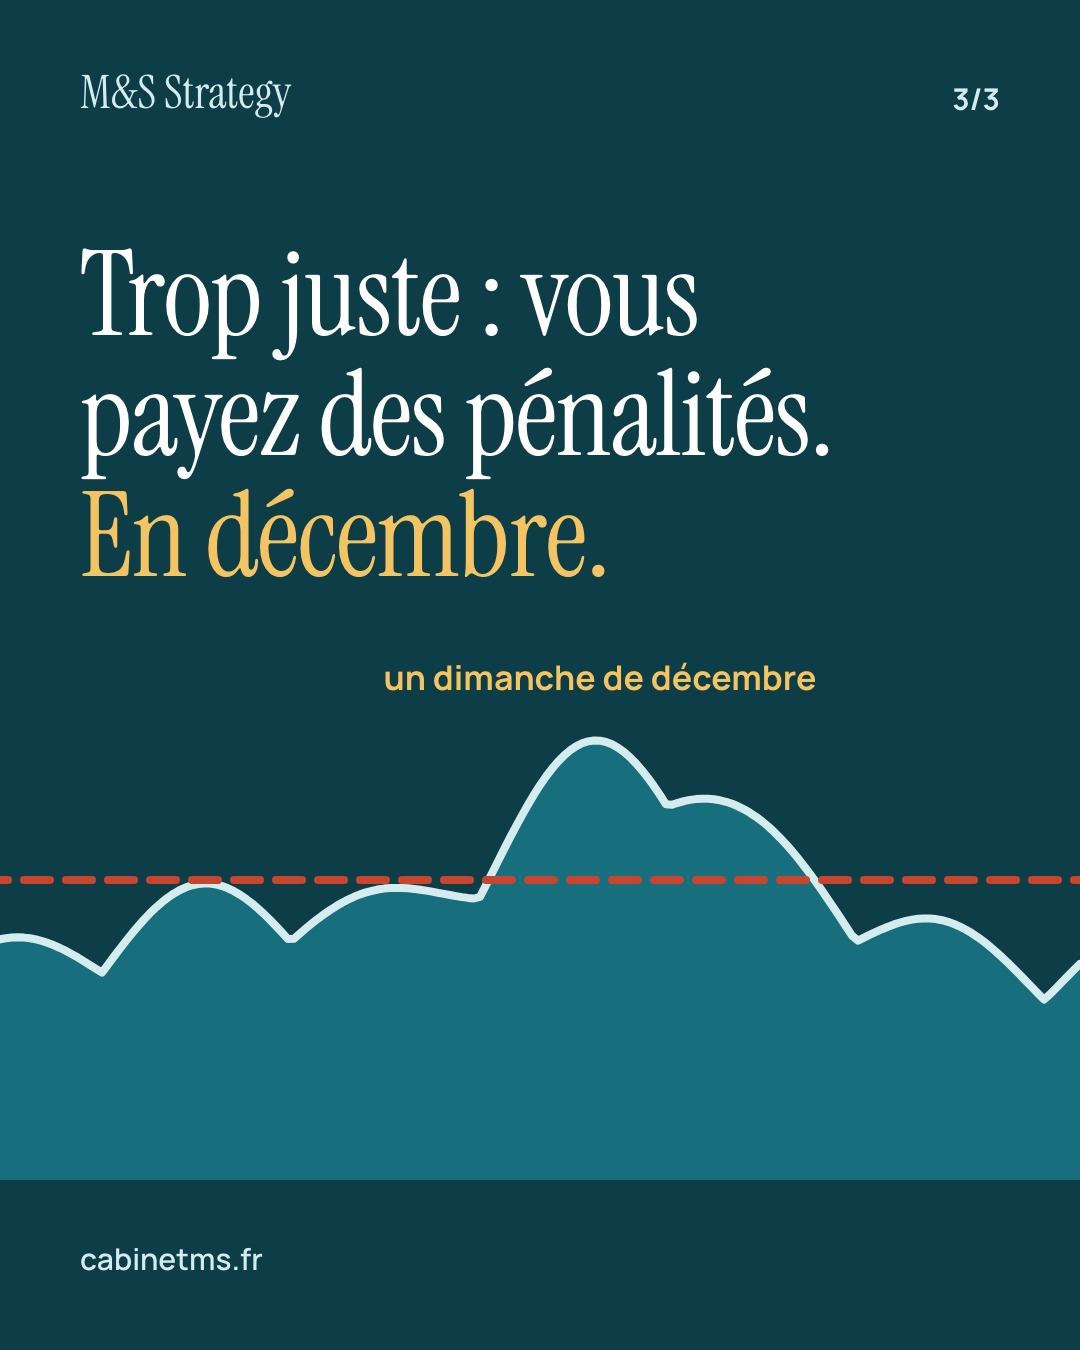 M&S Strategy
3/3
Trop juste : vous
payez des pénalités.
En décembre.
un dimanche de décembre
cabinetms.fr